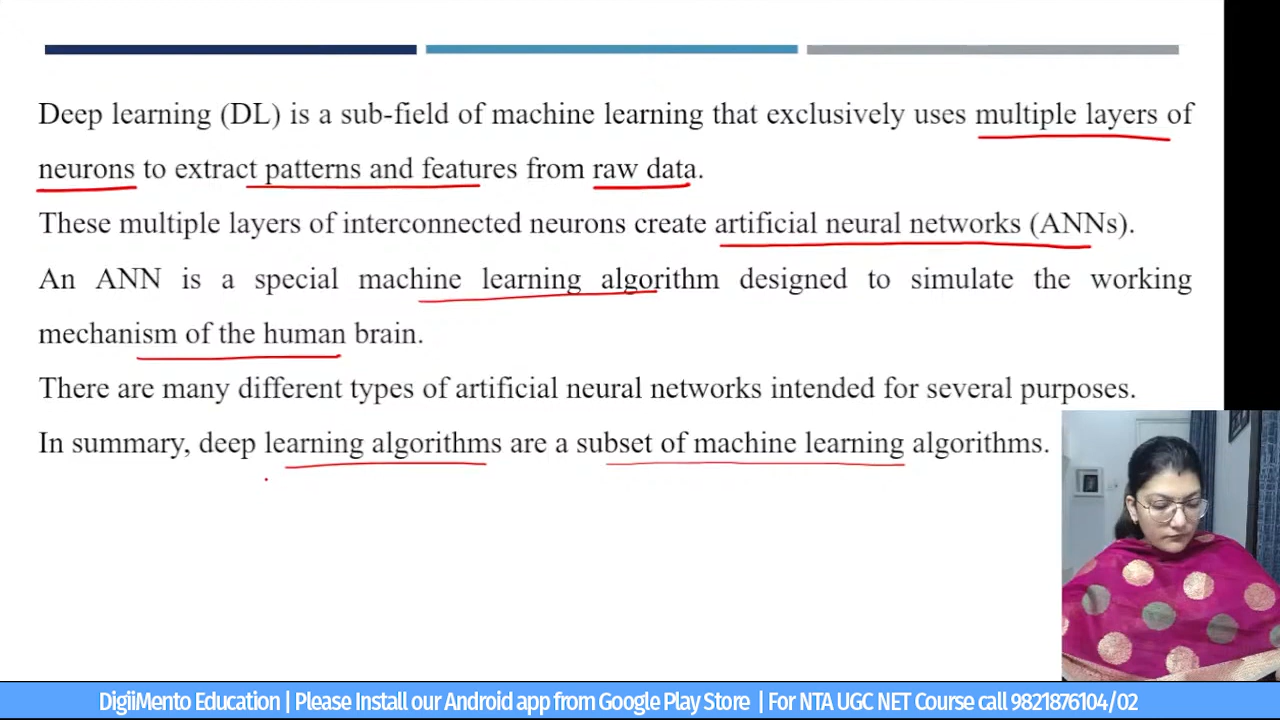 Deep learning (DL) is a sub-field of machine learning that exclusively uses multiple layers of
neurons to extract patterns and features from raw data.
These multiple layers of interconnected neurons create artificial neural networks (ANNs).
An ANN is a special machine learning algorithm designed to simulate the working
mechanism of the human brain.
There are many different types of artificial neural networks intended for several purposes.
In summary, deep learning algorithms are a subset of machine learning algorithms.
DigiiMento Education | Please Install our Android app from Google Play Store | For NTA UGC NET Course call 9821876104/02